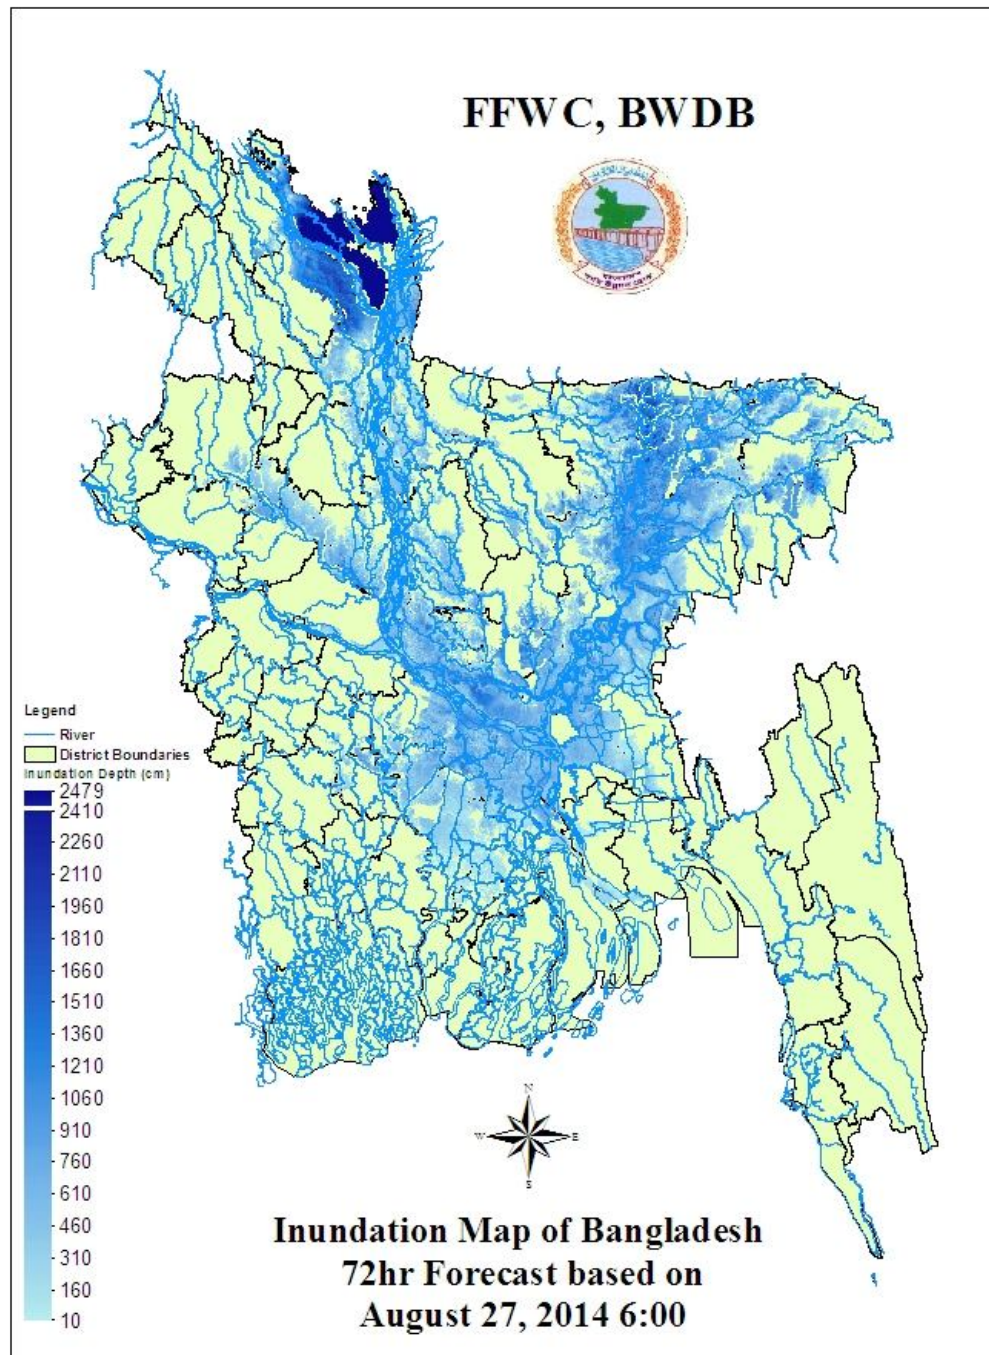 FFWC, BWDB
Legend
River
District Boundaries
Inundation Depth (cm)
2479
2410
2260
2110
1960
1810
1660
1510
1360
1210
1060
910
760
610
460
310
160
10
N
W E
S
Inundation Map of Bangladesh
72hr Forecast based on
August 27, 2014 6:00